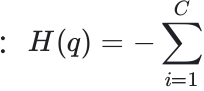 : H(q) = -\sum_{i=1}^{C}